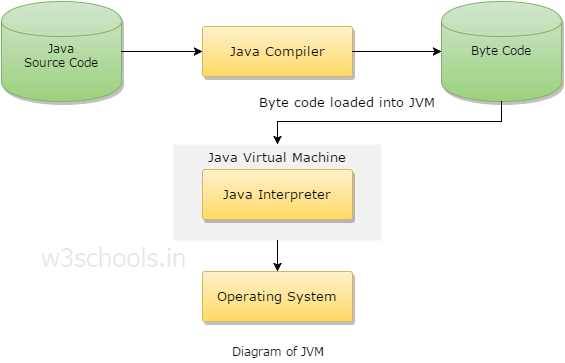 Java
Source Code
Java Compiler
Byte Code
Byte code loaded into JVM
Java Virtual Machine
Java Interpreter
w3schools.in
Operating System
Diagram of JVM